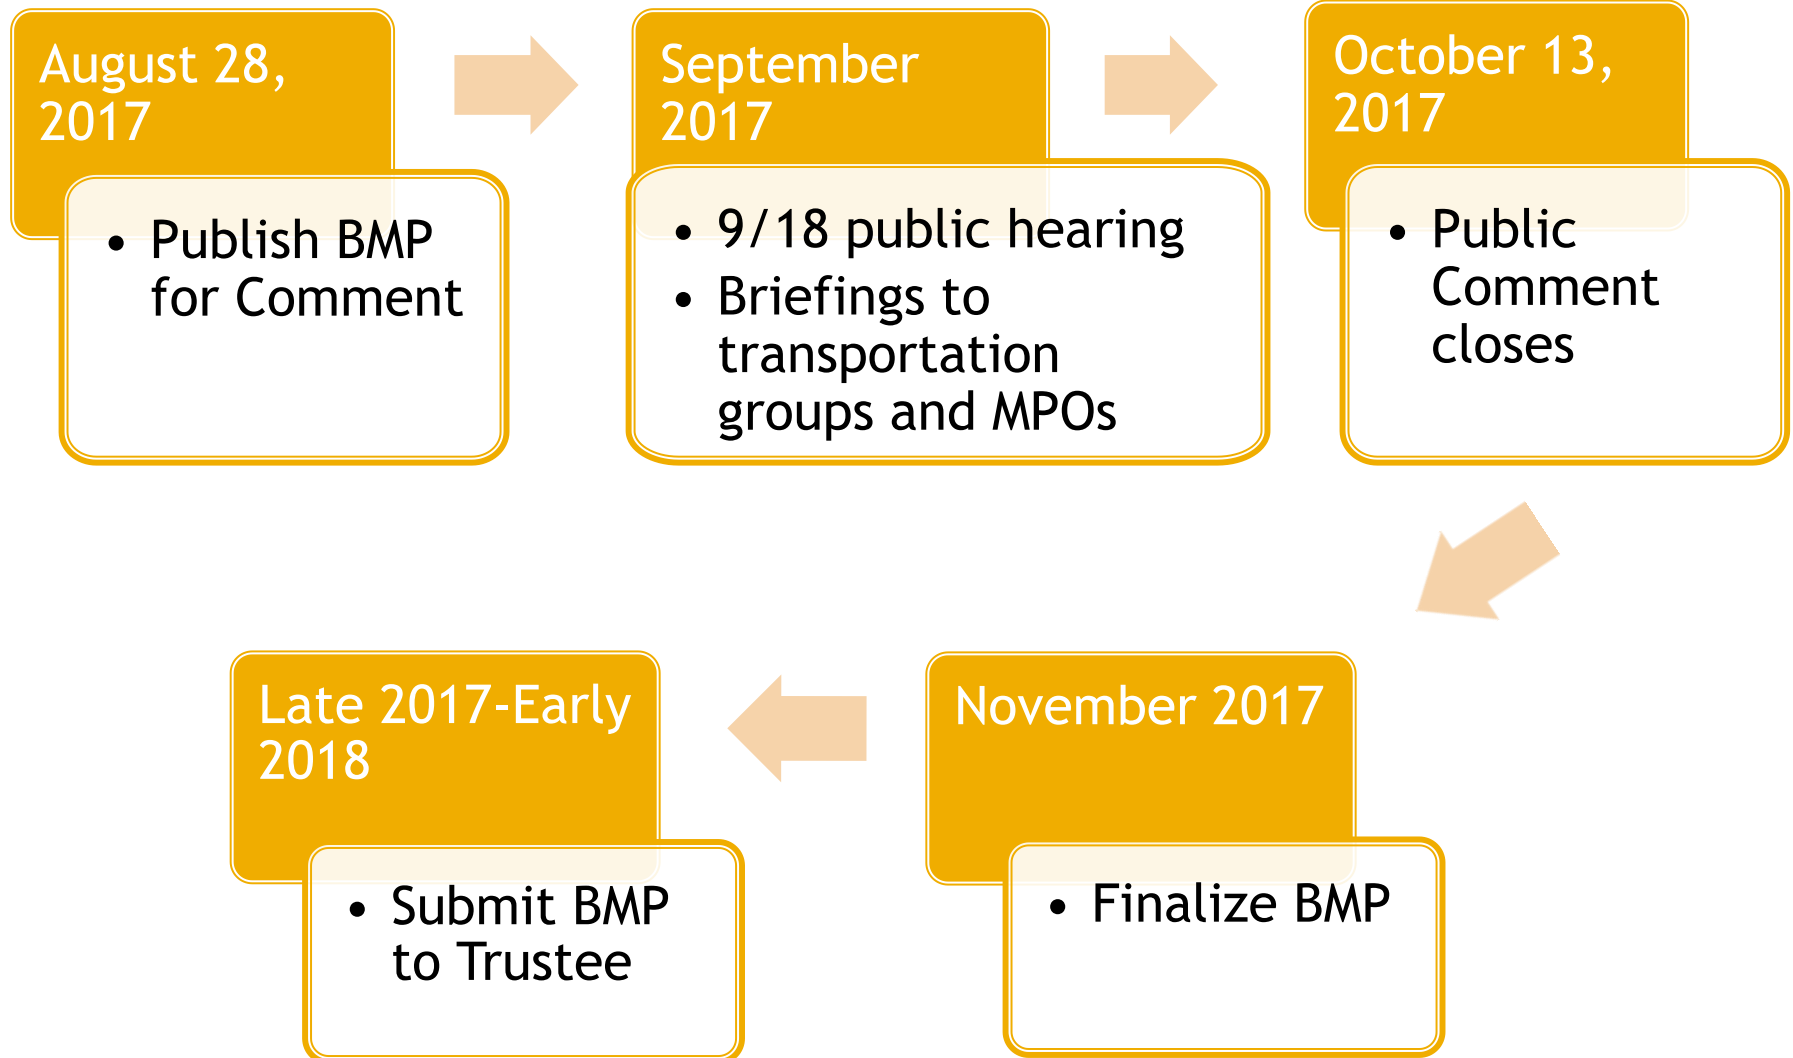 August 28,
2017
• Publish BMP
for Comment
September
2017
• 9/18 public hearing
• Briefings to
transportation
groups and MPOs
October 13,
2017
• Public
Comment
closes
November 2017
• Finalize BMP
Late 2017-Early
2018
• Submit BMP
to Trustee